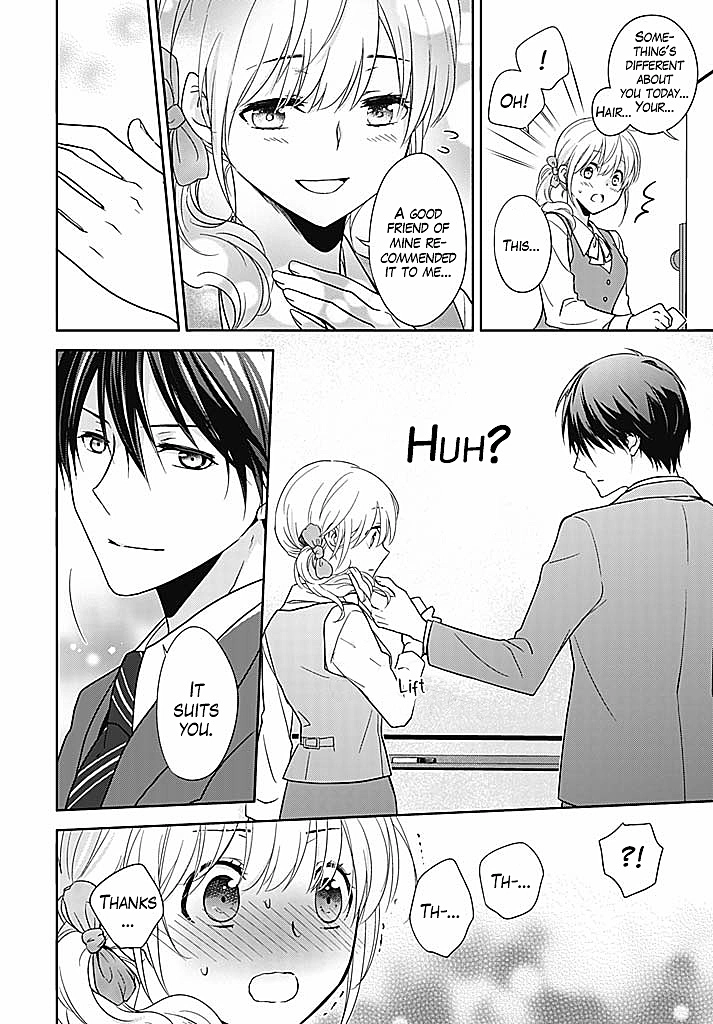 SOME-
THING'S
DIFFERENT
ABOUT
YOU TODAY...
YOUR...
HAIR...
!
OH!
THIS...
A GOOD
FRIEND OF
MINE RE-
COMMENDED
IT TO ME...
HUH?
LIFT
IT
SUITS
YOU.
?!
TH-...
TH-...
THANKS
...